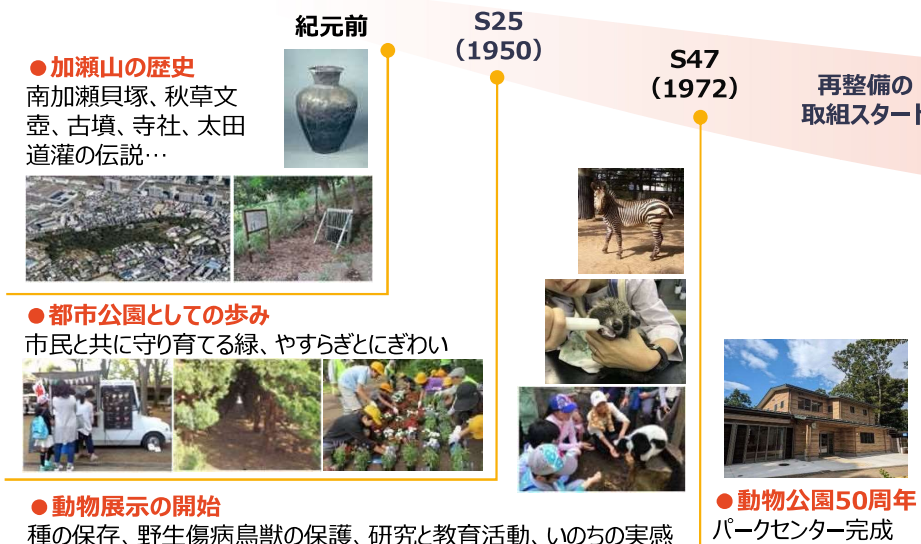 紀元前
S25
（1950）
S47
（1972）
再整備の
取組スタート
●加瀬山の歴史
南加瀬貝塚、秋草文
壺、古墳、寺社、太田
道灌の伝説…
●都市公園としての歩み
市民と共に守り育てる緑、やすらぎとにぎわい
●動物展示の開始
種の保存、野生傷病鳥獣の保護、研究と教育活動、いのちの実感
●動物公園50周年
パークセンター完成